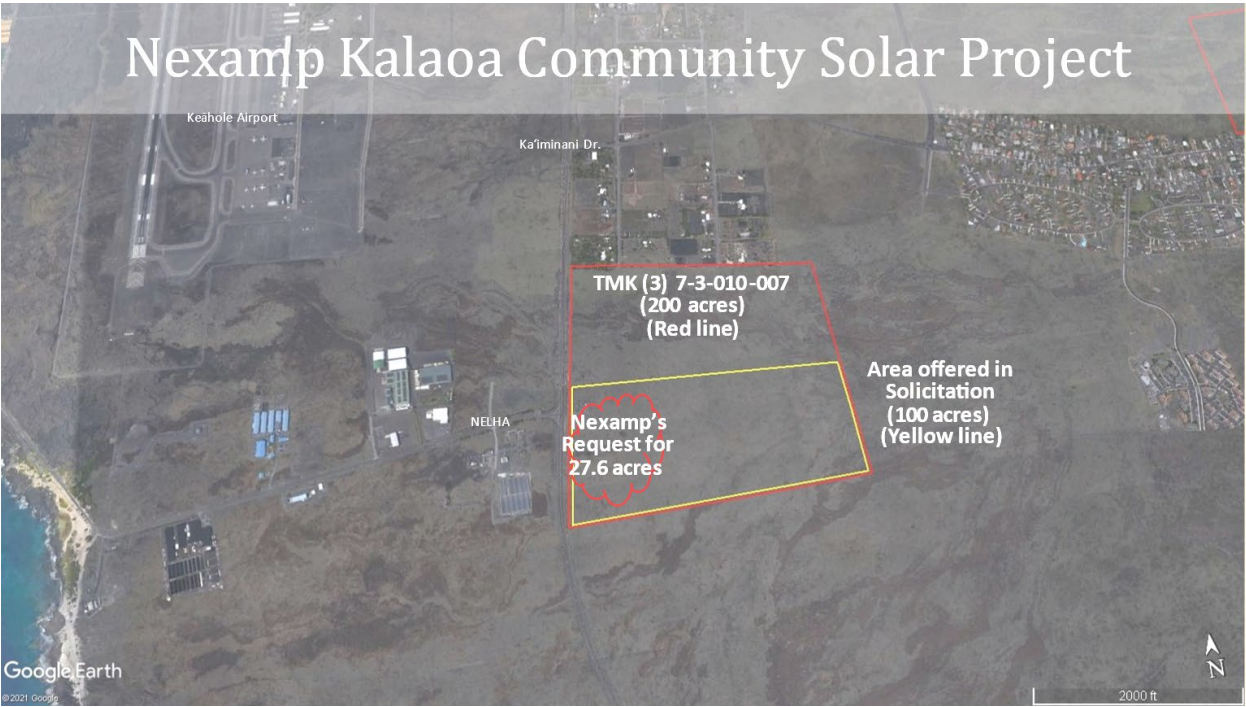 Nexamp Kalaoa Community Solar Project
Keāhole Airport
Ka'iminani Dr.
TMK (3) 7-3-010-007
(200 acres)
(Red line)
Area offered in
Solicitation
(100 acres)
(Yellow line)
NELHA
Nexamp's
Request for
27.6 acres
Google Earth
©2021 Google
N
2000 ft